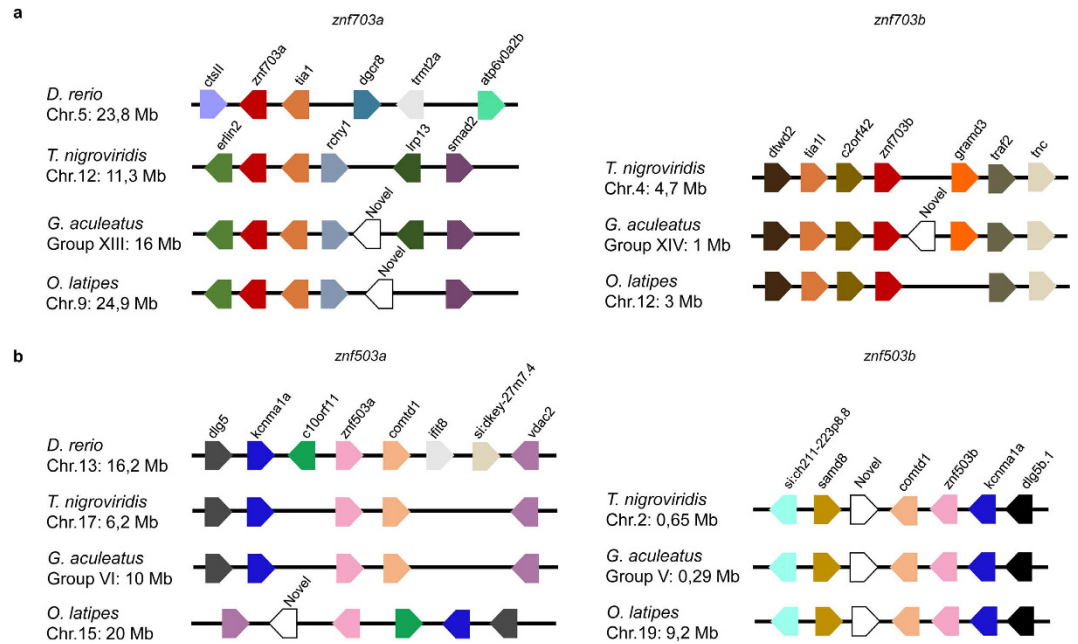 a
znf703a
znf703b
ctsll
znf703a
tia1
dgcr8
trmt2a
atp6v0a2b
D. rerio
Chr.5: 23,8 Mb
erlin2
rchy1
lrp13
smad2
T. nigroviridis
Chr.12: 11,3 Mb
Novel
G. aculeatus
Group XIII: 16 Mb
Novel
O. latipes
Chr.9: 24,9 Mb
dtwd2
tia1l
c2orf42
znf703b
gramd3
traf2
tnc
T. nigroviridis
Chr.4: 4,7 Mb
Novel
G. aculeatus
Group XIV: 1 Mb
O. latipes
Chr.12: 3 Mb
b
znf503a
znf503b
dlg5
kcnma1a
c10orf11
znf503a
comtd1
ifit8
si:dkey-27m7.4
vdac2
D. rerio
Chr.13: 16,2 Mb
T. nigroviridis
Chr.17: 6,2 Mb
G. aculeatus
Group VI: 10 Mb
Novel
O. latipes
Chr.15: 20 Mb
si:ch211-223p8.8
samd8
Novel
comtd1
znf503b
kcnma1a
dlg5b.1
T. nigroviridis
Chr.2: 0,65 Mb
G. aculeatus
Group V: 0,29 Mb
O. latipes
Chr.19: 9,2 Mb